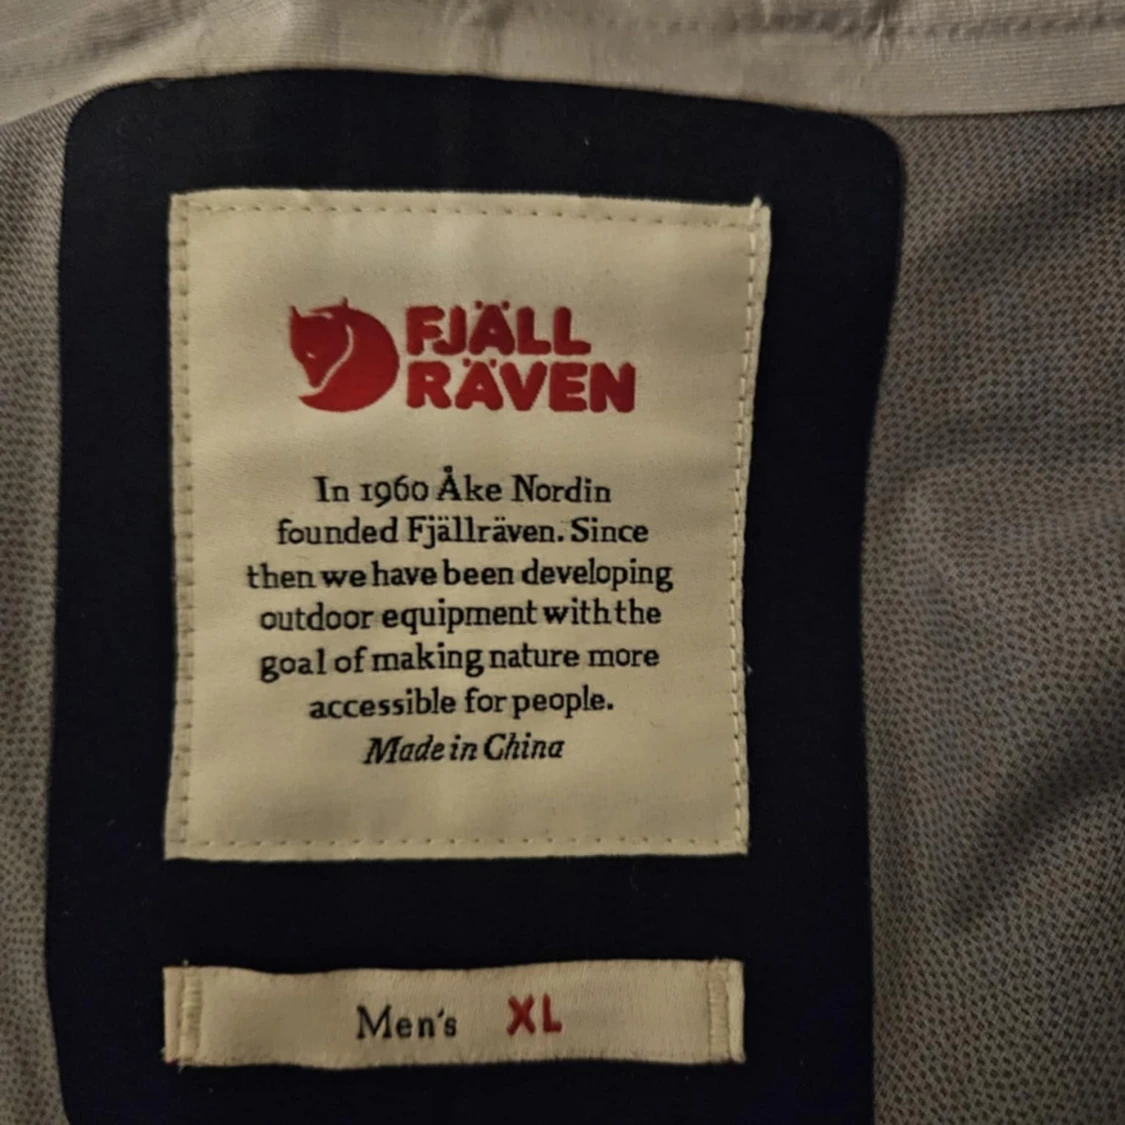 FJÄLL
RÄVEN
In 1960 Åke Nordin
founded Fjällräven. Since
then we have been developing
outdoor equipment with the
goal of making nature more
accessible for people.
Made in China
Men's XL